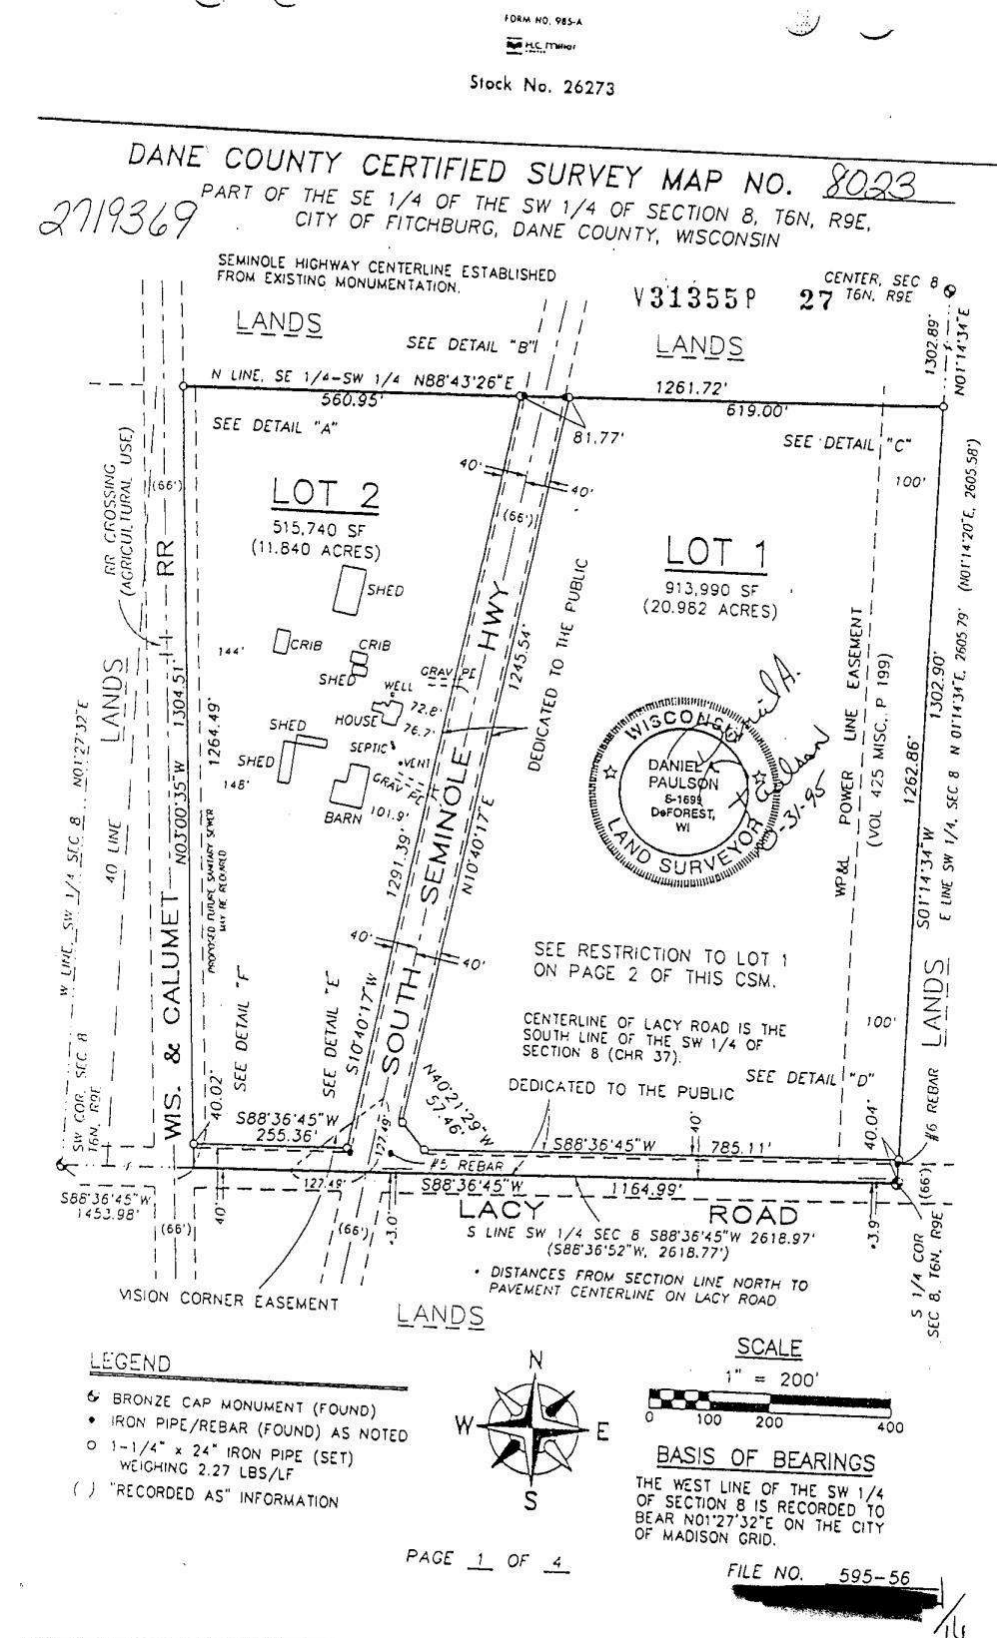 FORM NO. 985-A
H.C. Miller
Stock No. 26273
DANE COUNTY CERTIFIED SURVEY MAP NO. 8023
2719369
PART OF THE SE 1/4 OF THE SW 1/4 OF SECTION 8, T6N, R9E,
CITY OF FITCHBURG, DANE COUNTY, WISCONSIN
SEMINOLE HIGHWAY CENTERLINE ESTABLISHED
FROM EXISTING MONUMENTATION.
V31355P 27
CENTER, SEC 8
T6N, R9E
LANDS
SEE DETAIL "B"
LANDS
1302.89'
N01°14'34"E
N LINE, SE 1/4-SW 1/4 N88°43'26"E
1261.72'
560.95'
619.00'
81.77'
SEE DETAIL "A"
SEE DETAIL "C"
RR CROSSING
(AGRICULTURAL USE)
(66')
RR
40'
40'
(66')
100'
LOT 2
515,740 SF
(11.840 ACRES)
LOT 1
913,990 SF
(20.982 ACRES)
SHED
CRIB
CRIB
SHED
144'
GRAV PE
WELL
72.8'
HOUSE
76.7'
SEPTIC
VENT
SHED
SHED
148'
GRAV PE
BARN
101.9'
HWY
SEMINOLE
SOUTH
1245.54'
DEDICATED TO THE PUBLIC
N10°40'17"E
1291.39'
S10°40'17"W
LANDS
40 LINE
W LINE, SW 1/4 SEC 8 N01°27'32"E
N03°00'35"W 1304.51'
1264.49'
PROPOSED FUTURE SANITARY SEWER
MAY BE REQUIRED
WIS. & CALUMET
WISCONSIN
DANIEL A.
PAULSON
S-1699
DeFOREST,
WI
LAND SURVEYOR
Daniel A. Paulson
-31-95
WP&L POWER LINE EASEMENT
(VOL 425 MISC., P 199)
1262.86'
S01°14'34"W
1302.90'
E LINE SW 1/4, SEC 8 N 01°14'34"E, 2605.79' (N01°14'20"E, 2605.58')
LANDS
40'
40'
SEE RESTRICTION TO LOT 1
ON PAGE 2 OF THIS CSM.
CENTERLINE OF LACY ROAD IS THE
SOUTH LINE OF THE SW 1/4 OF
SECTION 8 (CHR 37).
100'
SEE DETAIL "F"
SEE DETAIL "E"
SEE DETAIL "D"
DEDICATED TO THE PUBLIC
N40°21'29"W
57.46'
SW COR, SEC 8
T6N, R9E
40.02'
S88°36'45"W
255.36'
127.49'
40'
S88°36'45"W 785.11'
40.04'
#6 REBAR
#5 REBAR
127.49'
S88°36'45"W 1164.99'
(66')
S88°36'45"W
1453.98'
(66')
40'
(66')
*3.0'
*3.9'
LACY ROAD
S LINE SW 1/4 SEC 8 S88°36'45"W 2618.97'
(S88°36'52"W, 2618.77')
S 1/4 COR
SEC 8, T6N, R9E
* DISTANCES FROM SECTION LINE NORTH TO
PAVEMENT CENTERLINE ON LACY ROAD
VISION CORNER EASEMENT
LANDS
LEGEND
BRONZE CAP MONUMENT (FOUND)
IRON PIPE/REBAR (FOUND) AS NOTED
1-1/4" x 24" IRON PIPE (SET)
WEIGHING 2.27 LBS/LF
( ) "RECORDED AS" INFORMATION
N
W E
S
SCALE
1" = 200'
0 100 200 400
BASIS OF BEARINGS
THE WEST LINE OF THE SW 1/4
OF SECTION 8 IS RECORDED TO
BEAR N01°27'32"E ON THE CITY
OF MADISON GRID.
PAGE 1 OF 4
FILE NO. 595-56